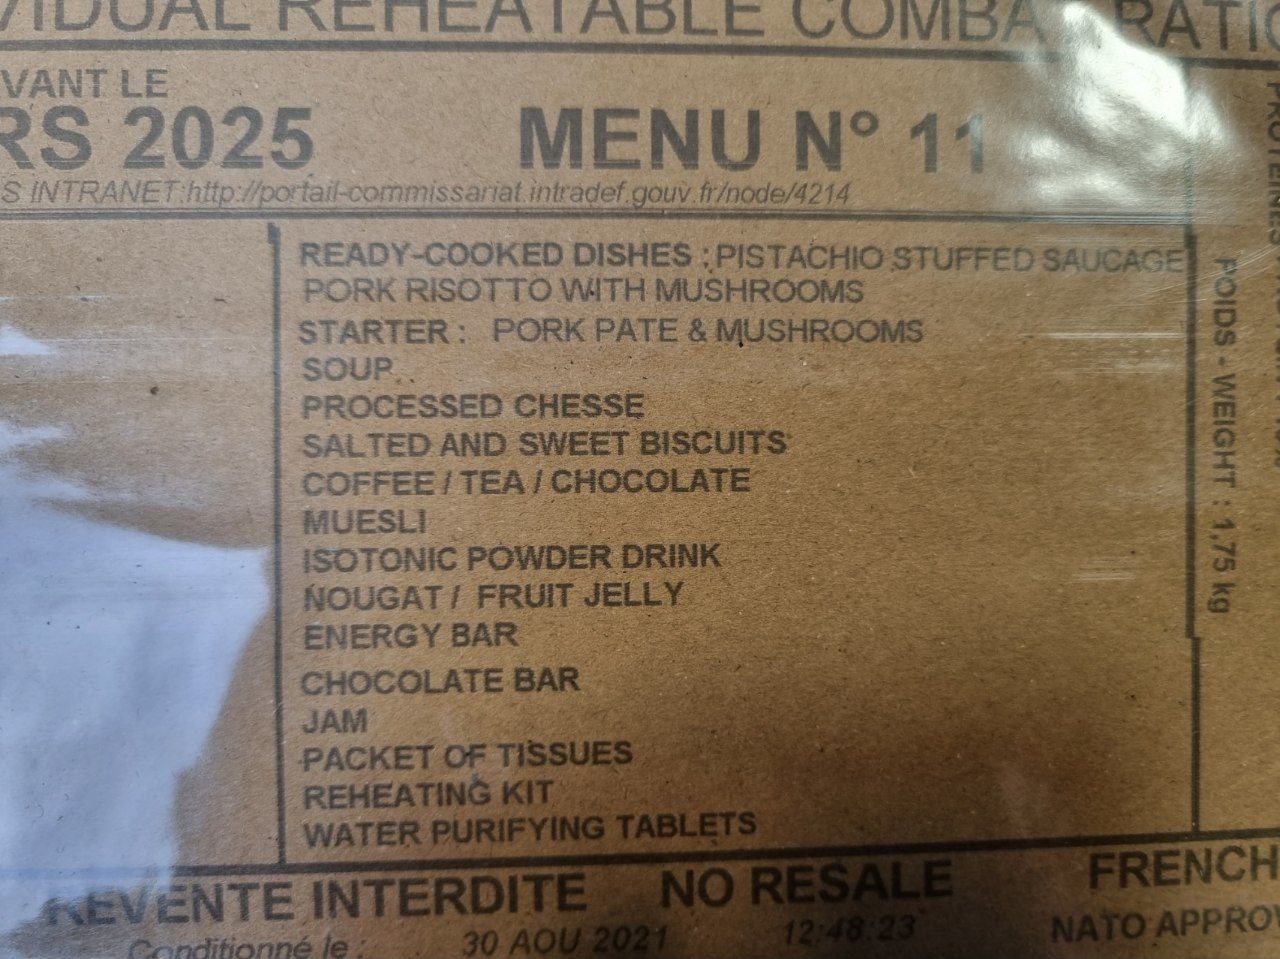 VIDUAL REHEATABLE COMBA RATIO
VANT LE
RS 2025
MENU N° 11
S INTRANET:http://portail-commissariat.intradef.gouv.fr/node/4214
READY-COOKED DISHES : PISTACHIO STUFFED SAUCAGE
PORK RISOTTO WITH MUSHROOMS
STARTER : PORK PATE & MUSHROOMS
SOUP
PROCESSED CHESSE
SALTED AND SWEET BISCUITS
COFFEE / TEA / CHOCOLATE
MUESLI
ISOTONIC POWDER DRINK
NOUGAT / FRUIT JELLY
ENERGY BAR
CHOCOLATE BAR
JAM
PACKET OF TISSUES
REHEATING KIT
WATER PURIFYING TABLETS
POIDS - WEIGHT : 1,75 kg
REVENTE INTERDITE NO RESALE
FRENCH
Conditionné le : 30 AOU 2021 12:48:23
NATO APPROV